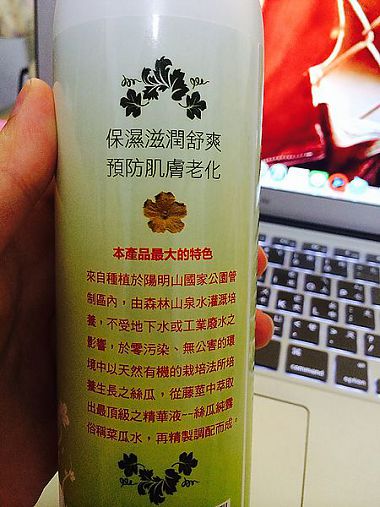 保濕滋潤舒爽
預防肌膚老化
本產品最大的特色
來自種植於陽明山國家公園管
制區內，由森林山泉水灌溉培
養，不受地下水或工業廢水之
影響，於零污染、無公害的環
境中以天然有機的栽培法所培
養生長之絲瓜，從藤莖中萃取
出最頂級之精華液--絲瓜純露
俗稱菜瓜水，再精製調配而成。
command